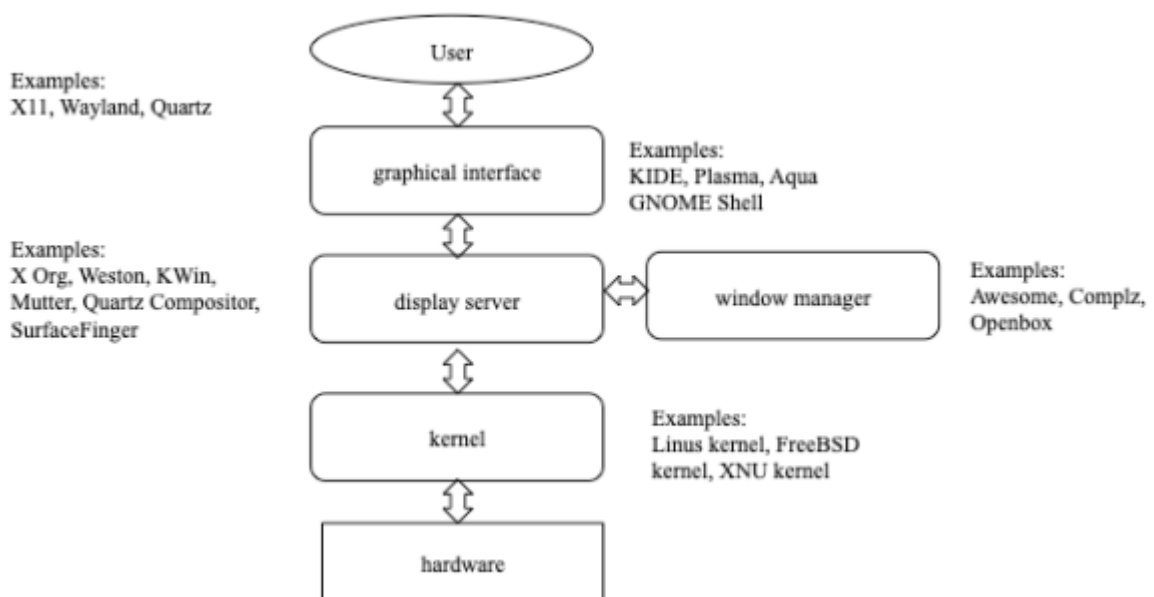 User
Examples:
X11, Wayland, Quartz
graphical interface
Examples:
KIDE, Plasma, Aqua
GNOME Shell
Examples:
X Org, Weston, KWin,
Mutter, Quartz Compositor,
SurfaceFinger
display server
window manager
Examples:
Awesome, Complz,
Openbox
kernel
Examples:
Linus kernel, FreeBSD
kernel, XNU kernel
hardware